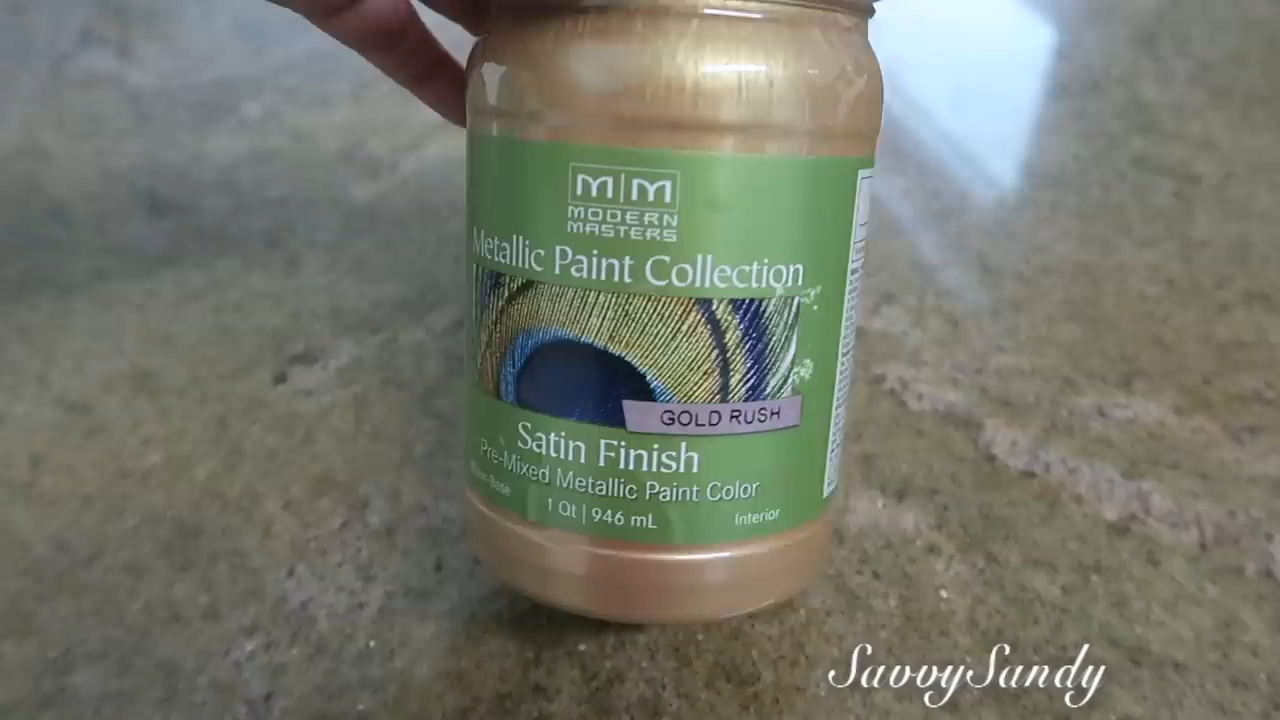 M|M
MODERN
MASTERS
Metallic Paint Collection
GOLD RUSH
Satin Finish
Pre-Mixed Metallic Paint Color
Base
1 Qt | 946 mL
Interior
SavvySandy